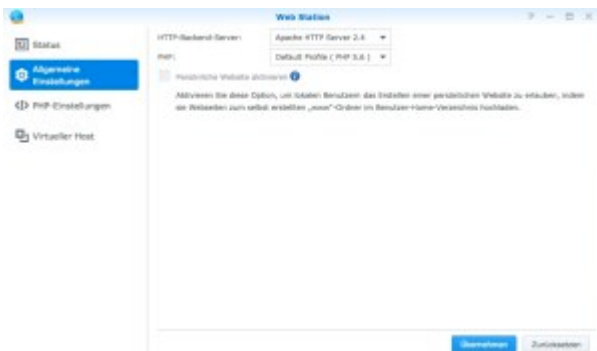 Web Station
Status
Allgemeine
Einstellungen
PHP-Einstellungen
Virtueller Host
HTTP-Backend-Server: Apache HTTP Server 2.4
PHP: Default Profile ( PHP 5.6 )
Persönliche Website aktivieren
Aktivieren Sie diese Option, um lokalen Benutzern das Erstellen einer persönlichen Website zu erlauben, indem
sie Webseiten zum selbst erstellten „www"-Ordner im Benutzer-Home-Verzeichnis hochladen.
Übernehmen Zurücksetzen